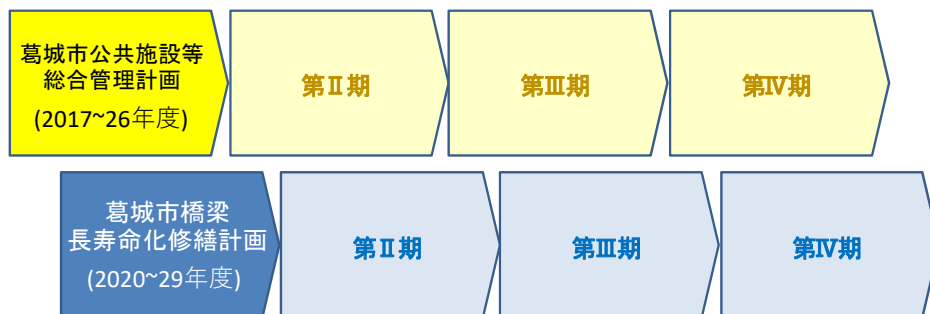 葛城市公共施設等
総合管理計画
(2017~26年度)
第Ⅱ期
第Ⅲ期
第Ⅳ期
葛城市橋梁
長寿命化修繕計画
(2020~29年度)
第Ⅱ期
第Ⅲ期
第Ⅳ期